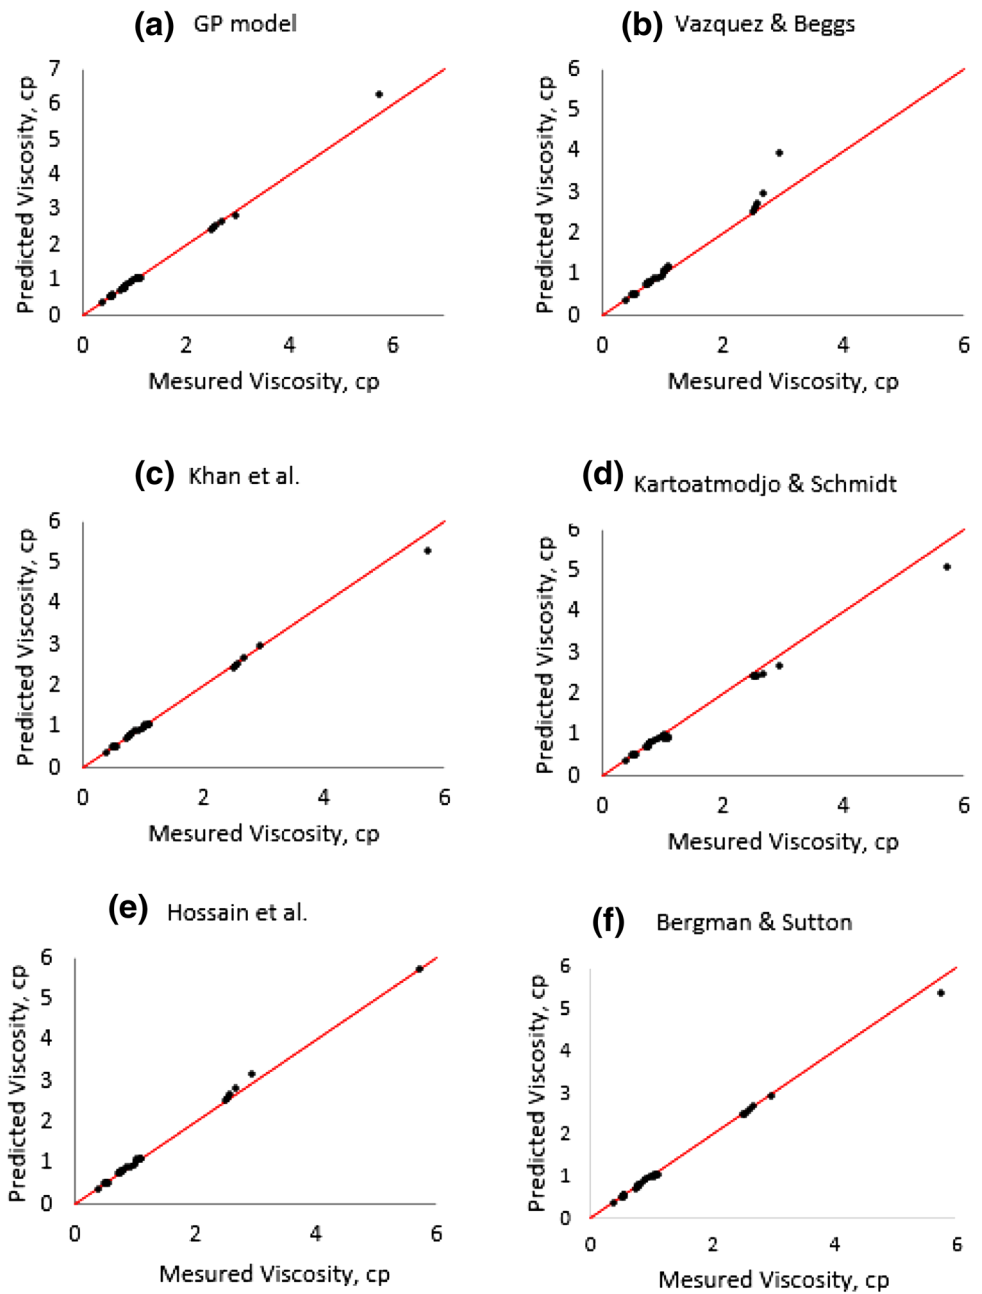 (a) GP model
7
6
5
4
3
2
1
0
Predicted Viscosity, cp
0 2 4 6
Mesured Viscosity, cp
(b) Vazquez & Beggs
6
5
4
3
2
1
0
Predicted Viscosity, cp
0 2 4 6
Mesured Viscosity, cp
(c) Khan et al.
6
5
4
3
2
1
0
Predicted Viscosity, cp
0 2 4 6
Mesured Viscosity, cp
(d) Kartoatmodjo & Schmidt
6
5
4
3
2
1
0
Predicted Viscosity, cp
0 2 4 6
Mesured Viscosity, cp
(e) Hossain et al.
6
5
4
3
2
1
0
Predicted Viscosity, cp
0 2 4 6
Mesured Viscosity, cp
(f) Bergman & Sutton
6
5
4
3
2
1
0
Predicted Viscosity, cp
0 2 4 6
Mesured Viscosity, cp